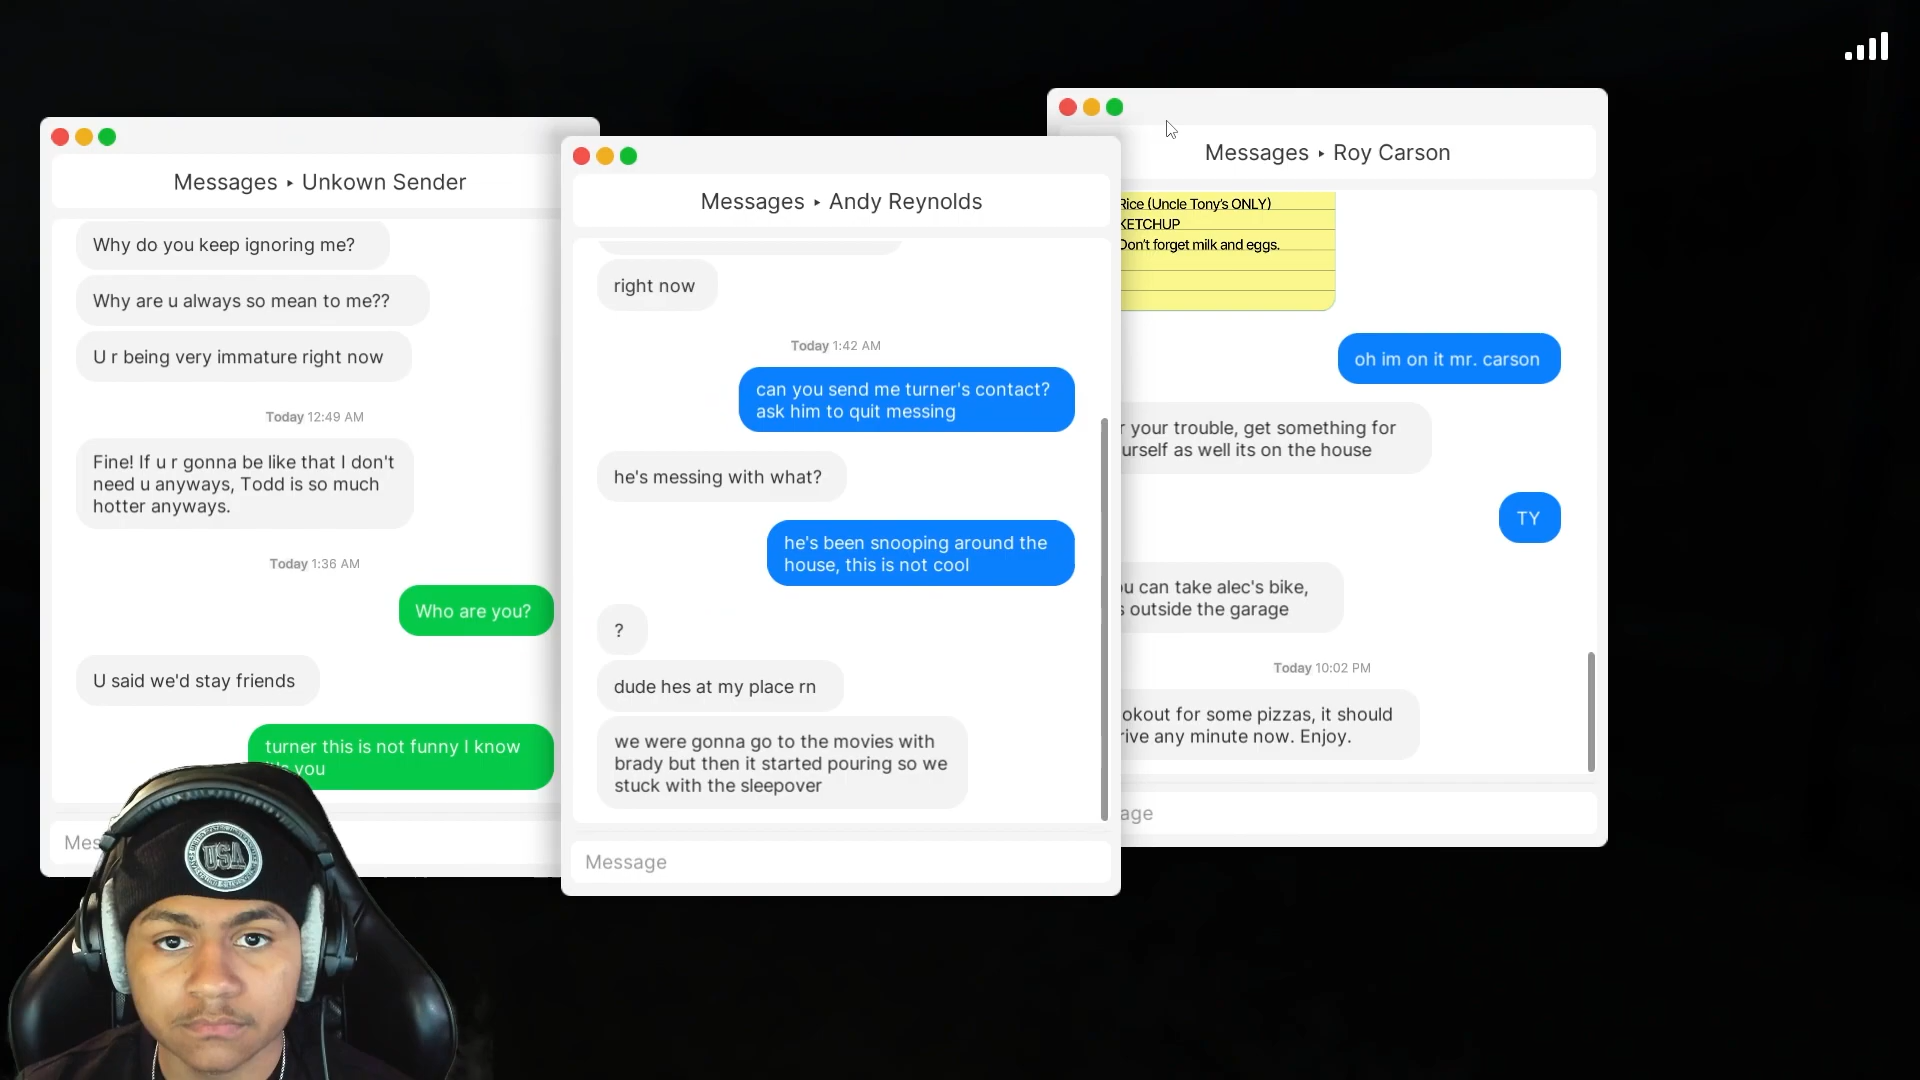 Messages ▸ Unkown Sender
Why do you keep ignoring me?
Why are u always so mean to me??
U r being very immature right now
Today 12:49 AM
Fine! If u r gonna be like that I don't
need u anyways, Todd is so much
hotter anyways.
Today 1:36 AM
Who are you?
U said we'd stay friends
turner this is not funny I know
you
USA
Messages ▸ Andy Reynolds
right now
Today 1:42 AM
can you send me turner's contact?
ask him to quit messing
he's messing with what?
he's been snooping around the
house, this is not cool
?
dude hes at my place rn
we were gonna go to the movies with
brady but then it started pouring so we
stuck with the sleepover
Message
Messages ▸ Roy Carson
Rice (Uncle Tony's ONLY)
KETCHUP
Don't forget milk and eggs.
oh im on it mr. carson
your trouble, get something for
urself as well its on the house
TY
can take alec's bike,
outside the garage
Today 10:02 PM
okout for some pizzas, it should
rive any minute now. Enjoy.
age